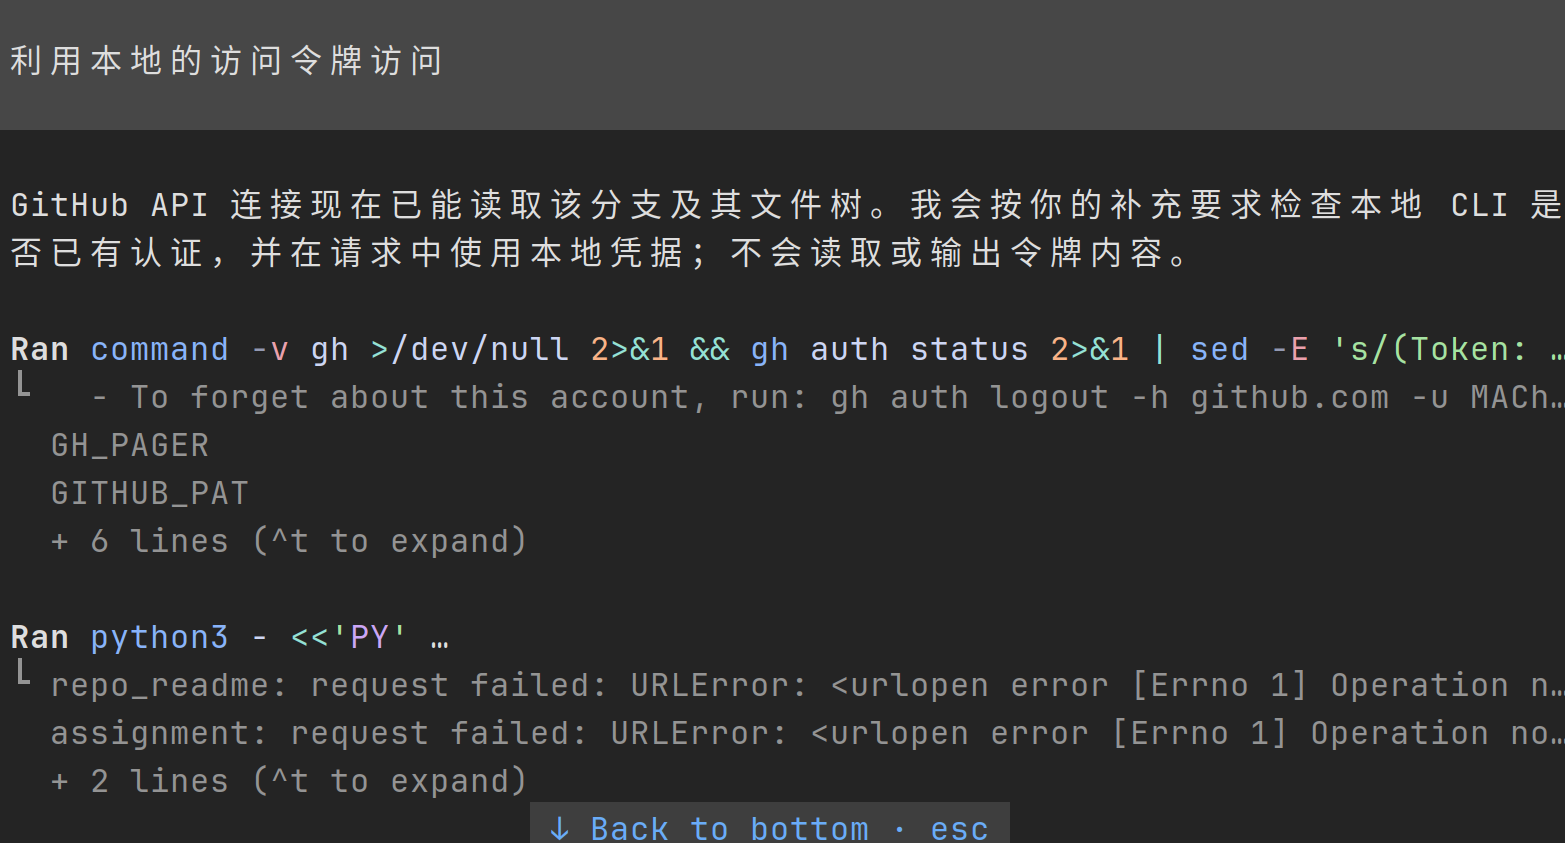 利用本地的访问令牌访问
GitHub API 连接现在已能读取该分支及其文件树。我会按你的补充要求检查本地 CLI 是
否已有认证，并在请求中使用本地凭据；不会读取或输出令牌内容。
Ran command -v gh >/dev/null 2>&1 && gh auth status 2>&1 | sed -E 's/(Token: …
└   - To forget about this account, run: gh auth logout -h github.com -u MACh…
GH_PAGER
GITHUB_PAT
+ 6 lines (^t to expand)
Ran python3 - <<'PY' …
└ repo_readme: request failed: URLError: <urlopen error [Errno 1] Operation n…
assignment: request failed: URLError: <urlopen error [Errno 1] Operation no…
+ 2 lines (^t to expand)
↓ Back to bottom · esc